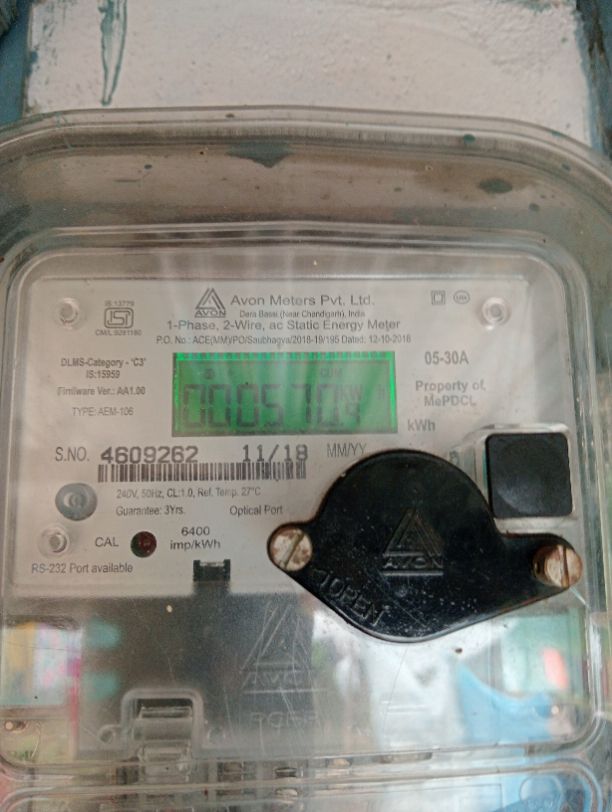 IS 13779
CM/L 9291180
AVON
Avon Meters Pvt. Ltd.
Dera Bassi (Near Chandigarh), India
1-Phase, 2-Wire, ac Static Energy Meter
P.O. No.: ACE(MM)/PO/Saubhagya/2018-19/195 Dated: 12-10-2018
DLMS-Category - 'C3'
IS:15959
Firmware Ver.: AA1.00
TYPE: AEM-106
CUM
KW h
05-30A
Property of
MePDCL
kWh
S.NO. 4609262 11/18 MM/YY
240V, 50Hz, CL:1.0, Ref. Temp. 27°C
Guarantee: 3Yrs. Optical Port
CAL
6400
imp/kWh
RS-232 Port available
AVON
OPEN